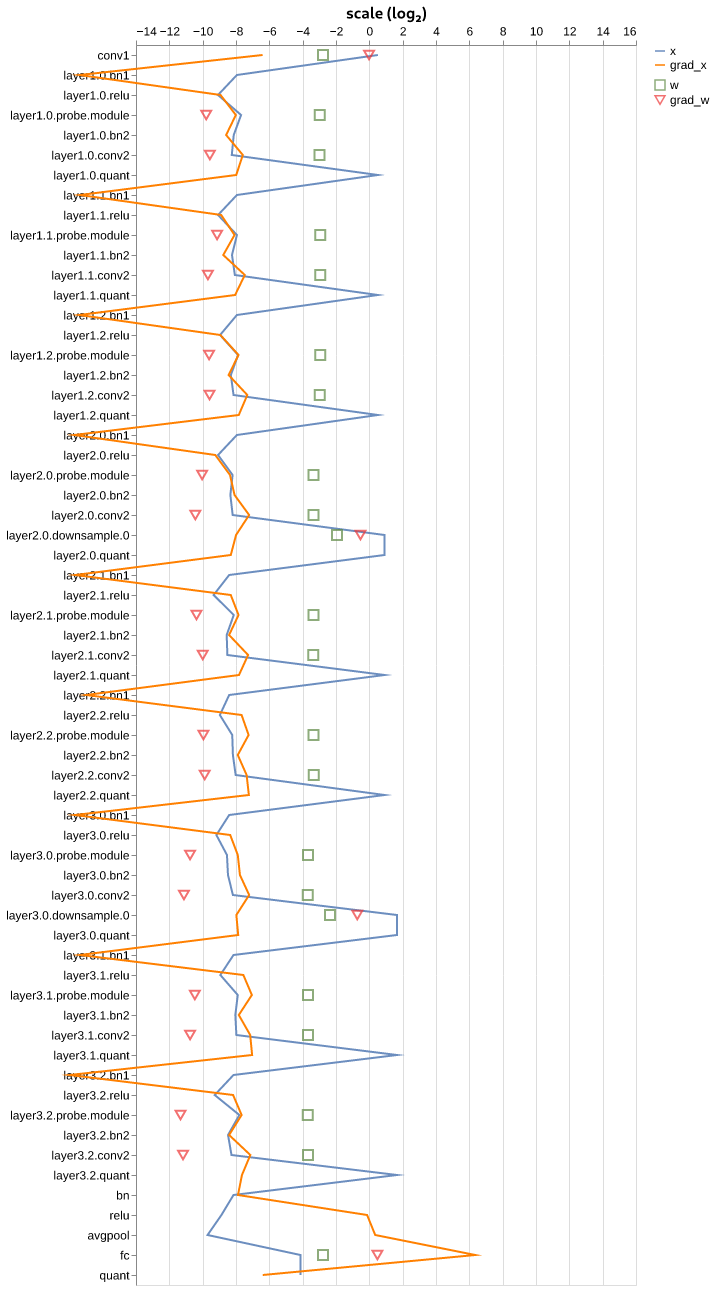 scale (log₂)
−14 −12 −10 −8 −6 −4 −2 0 2 4 6 8 10 12 14 16
x
grad_x
w
grad_w
conv1
layer1.0.bn1
layer1.0.relu
layer1.0.probe.module
layer1.0.bn2
layer1.0.conv2
layer1.0.quant
layer1.1.bn1
layer1.1.relu
layer1.1.probe.module
layer1.1.bn2
layer1.1.conv2
layer1.1.quant
layer1.2.bn1
layer1.2.relu
layer1.2.probe.module
layer1.2.bn2
layer1.2.conv2
layer1.2.quant
layer2.0.bn1
layer2.0.relu
layer2.0.probe.module
layer2.0.bn2
layer2.0.conv2
layer2.0.downsample.0
layer2.0.quant
layer2.1.bn1
layer2.1.relu
layer2.1.probe.module
layer2.1.bn2
layer2.1.conv2
layer2.1.quant
layer2.2.bn1
layer2.2.relu
layer2.2.probe.module
layer2.2.bn2
layer2.2.conv2
layer2.2.quant
layer3.0.bn1
layer3.0.relu
layer3.0.probe.module
layer3.0.bn2
layer3.0.conv2
layer3.0.downsample.0
layer3.0.quant
layer3.1.bn1
layer3.1.relu
layer3.1.probe.module
layer3.1.bn2
layer3.1.conv2
layer3.1.quant
layer3.2.bn1
layer3.2.relu
layer3.2.probe.module
layer3.2.bn2
layer3.2.conv2
layer3.2.quant
bn
relu
avgpool
fc
quant